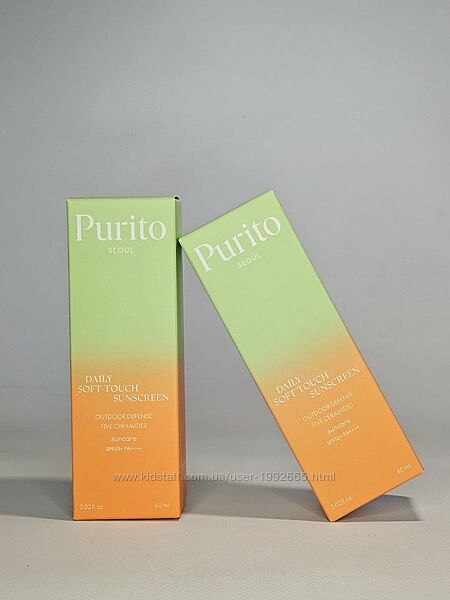 Purito
SEOUL
DAILY
SOFT TOUCH
SUNSCREEN
OUTDOOR DEFENSE
FIVE CERAMIDES
suncare
SPF50+ PA++++
2.02 fl.oz.
60 ml
Purito
SEOUL
DAILY
SOFT TOUCH
SUNSCREEN
OUTDOOR DEFENSE
FIVE CERAMIDES
suncare
SPF50+ PA++++
2.02 fl.oz.
60 ml
www.kidstaff.com.ua/user-1992665.html